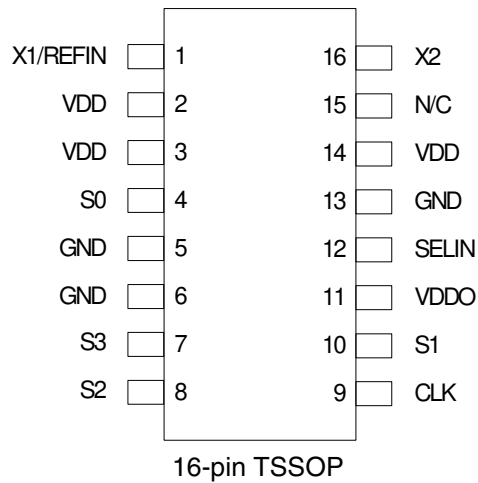 X1/REFIN 1 16 X2
VDD 2 15 N/C
VDD 3 14 VDD
S0 4 13 GND
GND 5 12 SELIN
GND 6 11 VDDO
S3 7 10 S1
S2 8 9 CLK
16-pin TSSOP